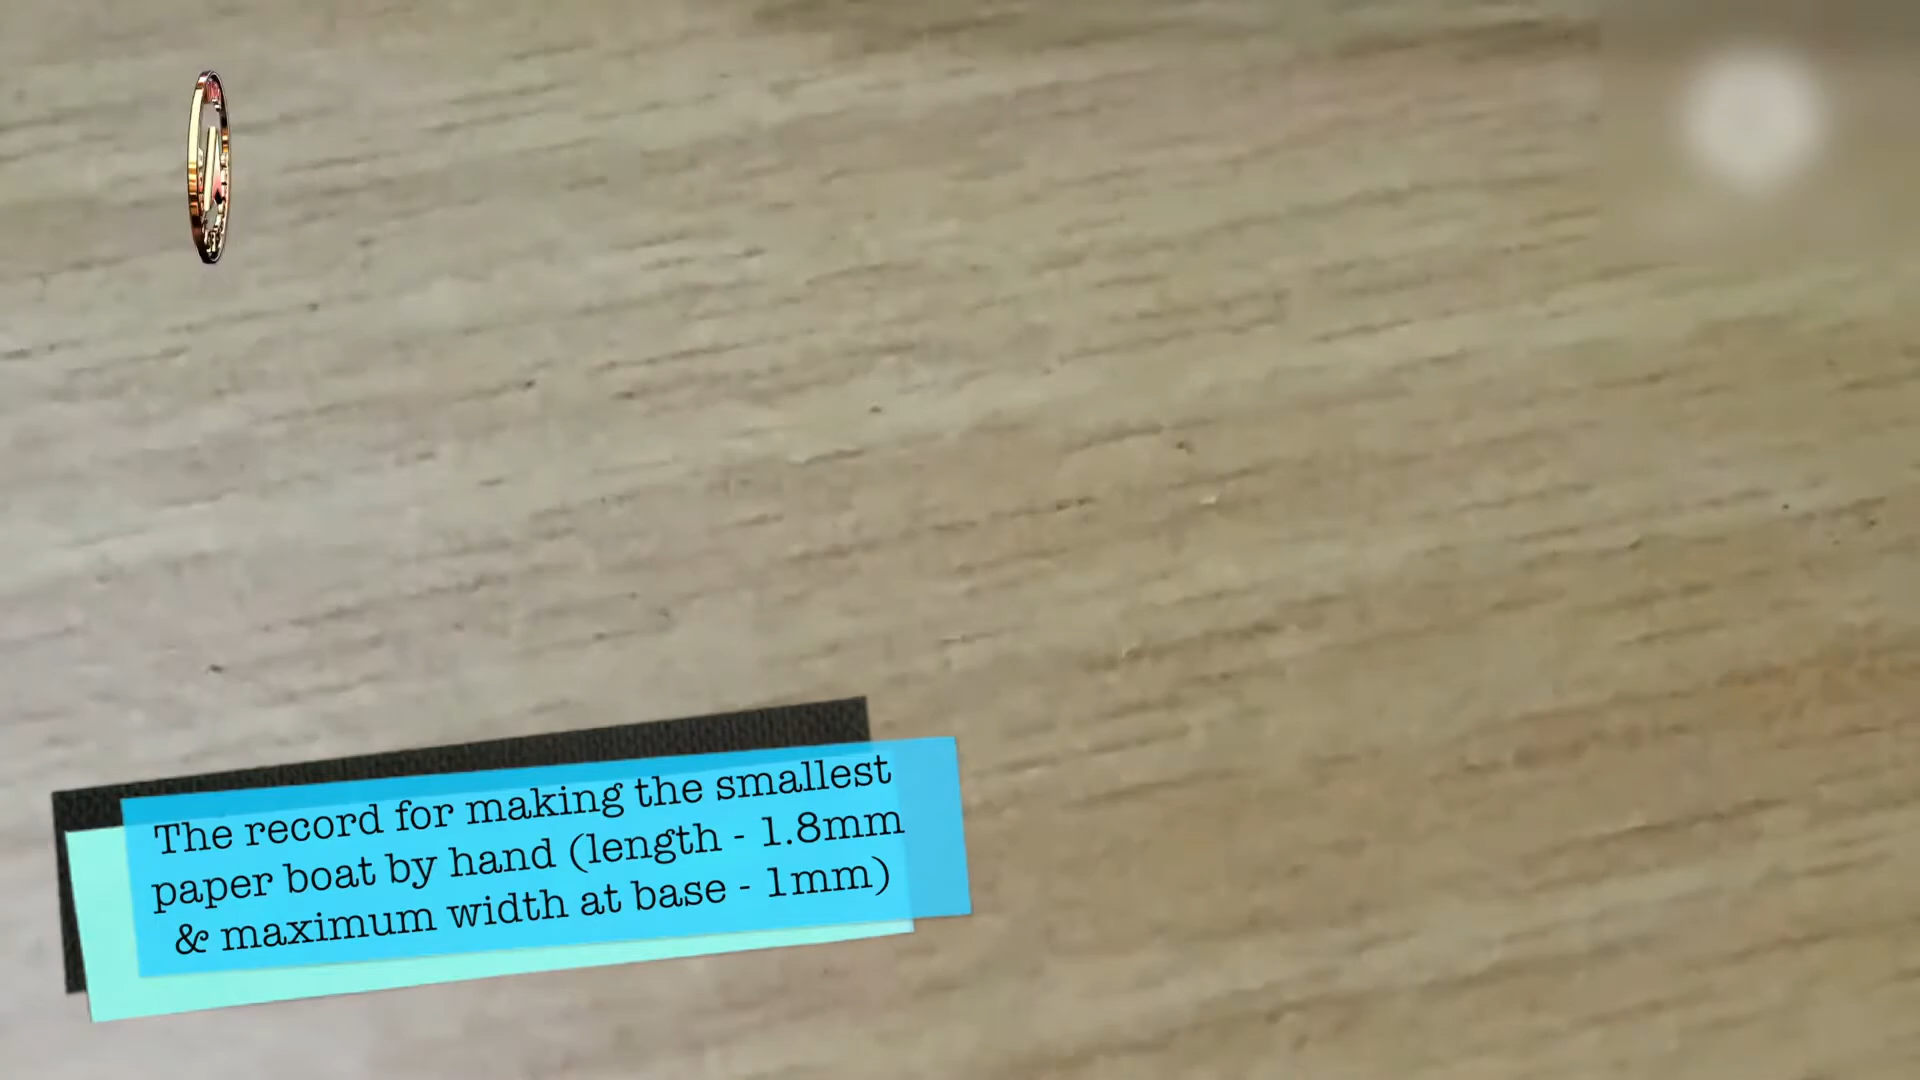 The record for making the smallest
paper boat by hand (length - 1.8mm
& maximum width at base - 1mm)